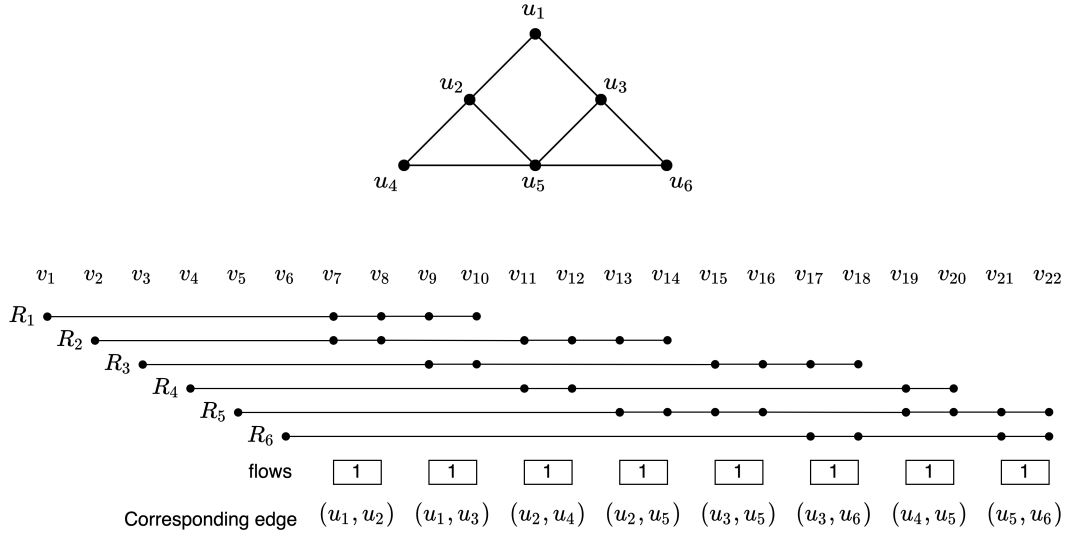 u₁
u₂ u₃
u₄ u₅ u₆
v₁ v₂ v₃ v₄ v₅ v₆ v₇ v₈ v₉ v₁₀ v₁₁ v₁₂ v₁₃ v₁₄ v₁₅ v₁₆ v₁₇ v₁₈ v₁₉ v₂₀ v₂₁ v₂₂
R₁
R₂
R₃
R₄
R₅
R₆
flows 1 1 1 1 1 1 1 1
Corresponding edge (u₁, u₂) (u₁, u₃) (u₂, u₄) (u₂, u₅) (u₃, u₅) (u₃, u₆) (u₄, u₅) (u₅, u₆)